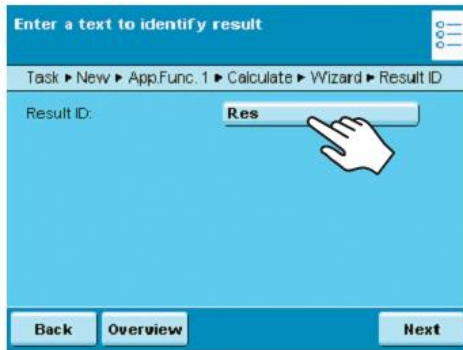 Enter a text to identify result
Task ▸ New ▸ App.Func. 1 ▸ Calculate ▸ Wizard ▸ Result ID
Result ID: Res
Back Overview Next